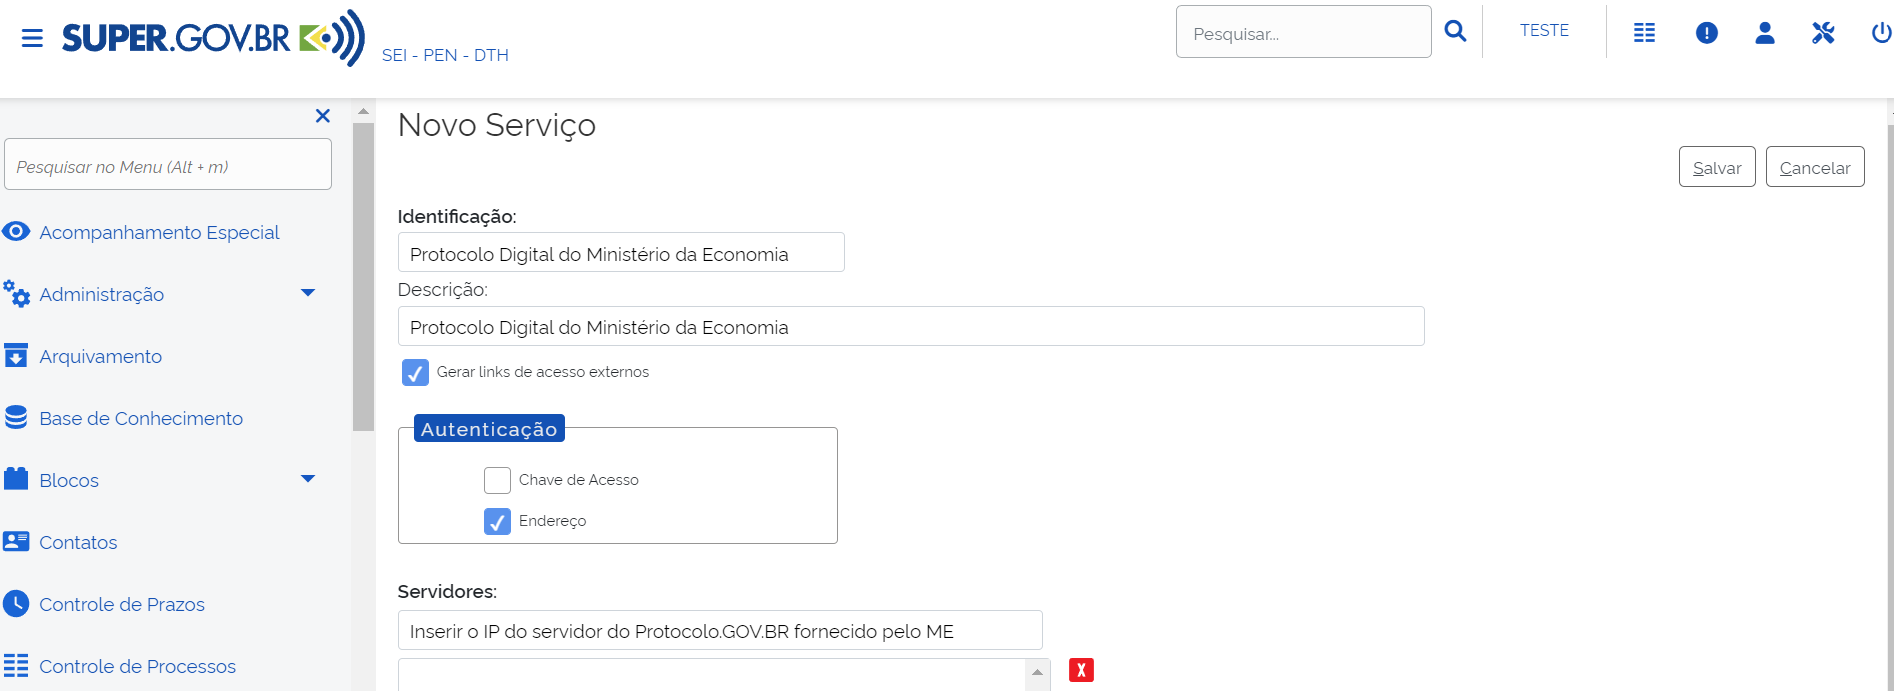 SUPER.GOV.BR
SEI - PEN - DTH
Pesquisar...
TESTE
Pesquisar no Menu (Alt + m)
Acompanhamento Especial
Administração
Arquivamento
Base de Conhecimento
Blocos
Contatos
Controle de Prazos
Controle de Processos
Novo Serviço
Salvar
Cancelar
Identificação:
Protocolo Digital do Ministério da Economia
Descrição:
Protocolo Digital do Ministério da Economia
Gerar links de acesso externos
Autenticação
Chave de Acesso
Endereço
Servidores:
Inserir o IP do servidor do Protocolo.GOV.BR fornecido pelo ME
X